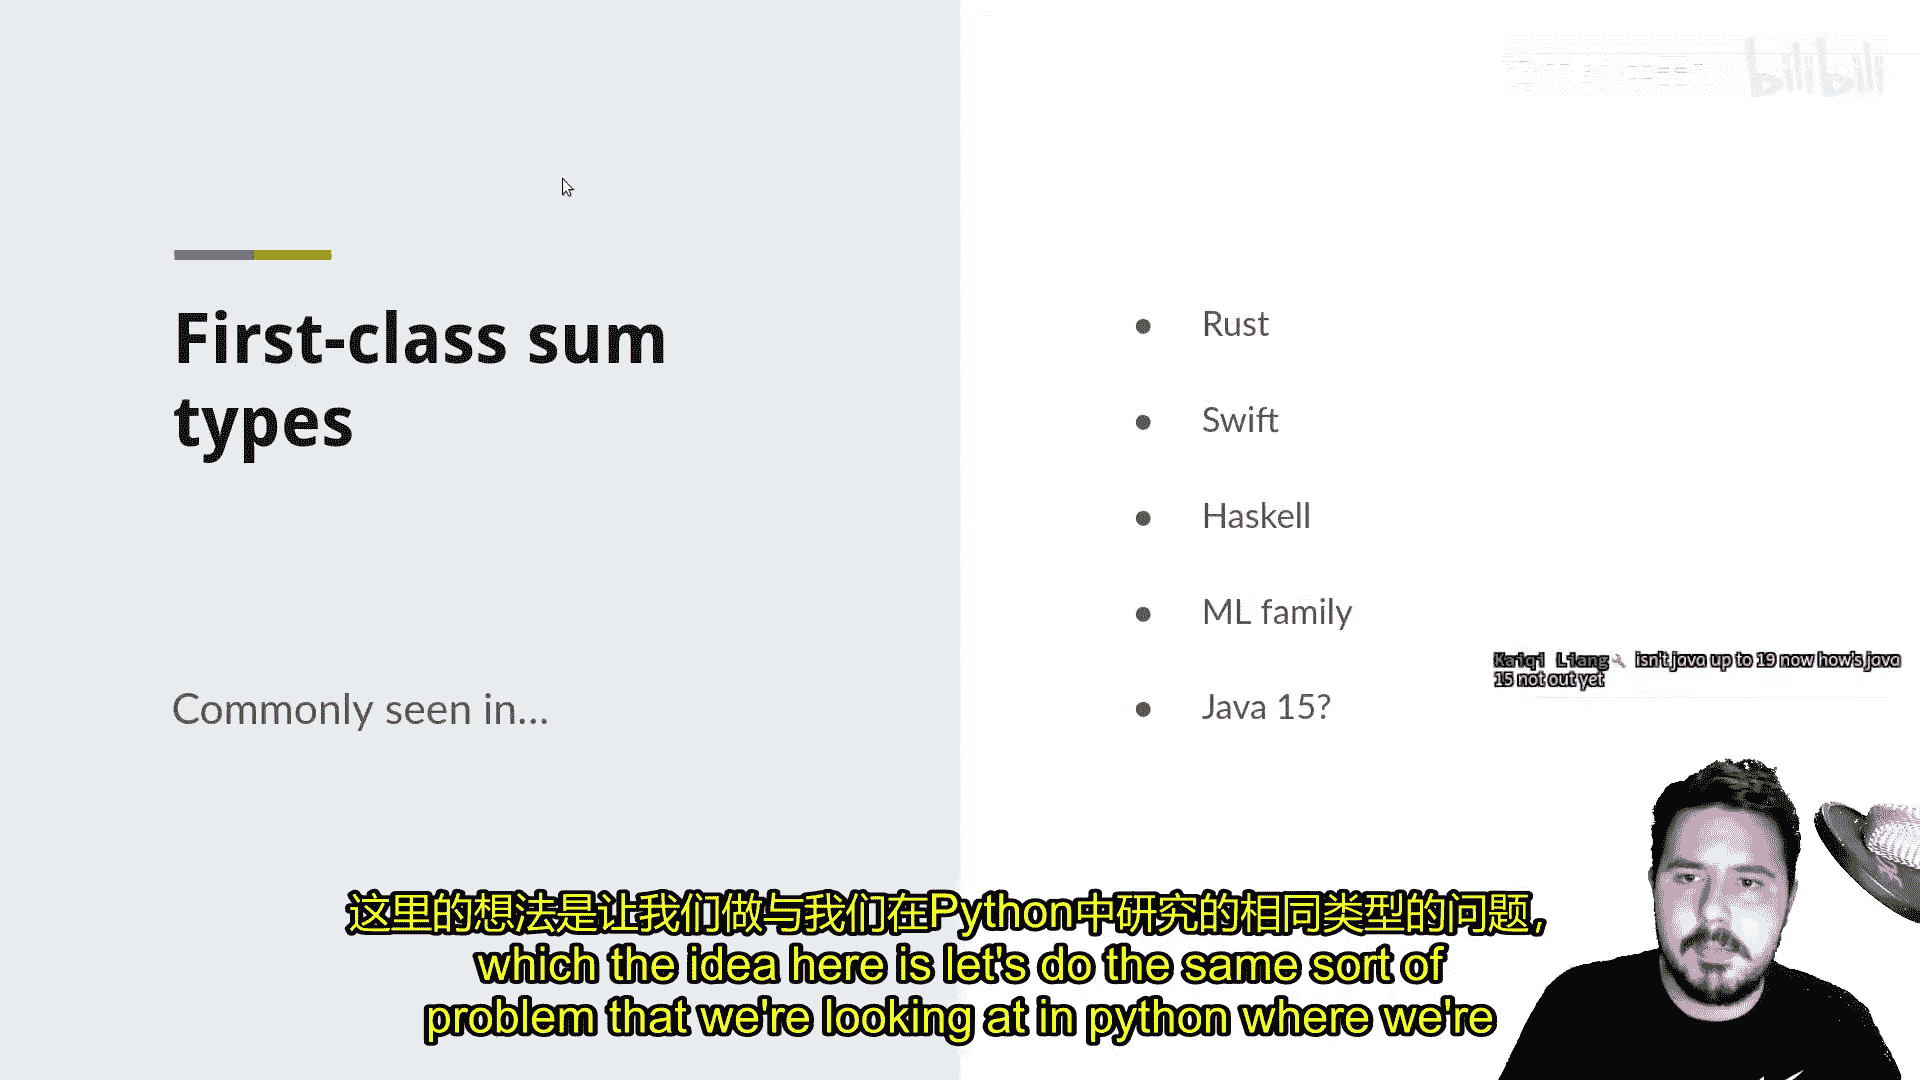 bilibili
First-class sum
types
Commonly seen in...
● Rust
● Swift
● Haskell
● ML family
● Java 15?
Kaiqi Liang isn't java up to 19 now how's java
15 not out yet
这里的想法是让我们做与我们在Python中研究的相同类型的问题，
which the idea here is let's do the same sort of
problem that we're looking at in python where we're